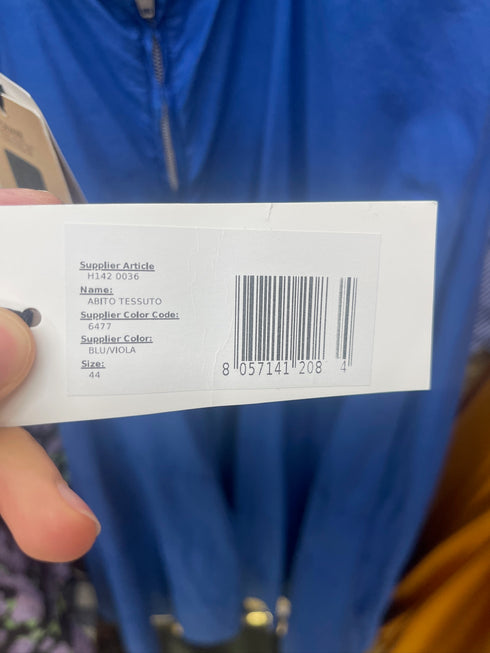 Supplier Article
H142 0036
Name:
ABITO TESSUTO
Supplier Color Code:
6477
Supplier Color:
BLU/VIOLA
Size:
44
8 057141 208 4